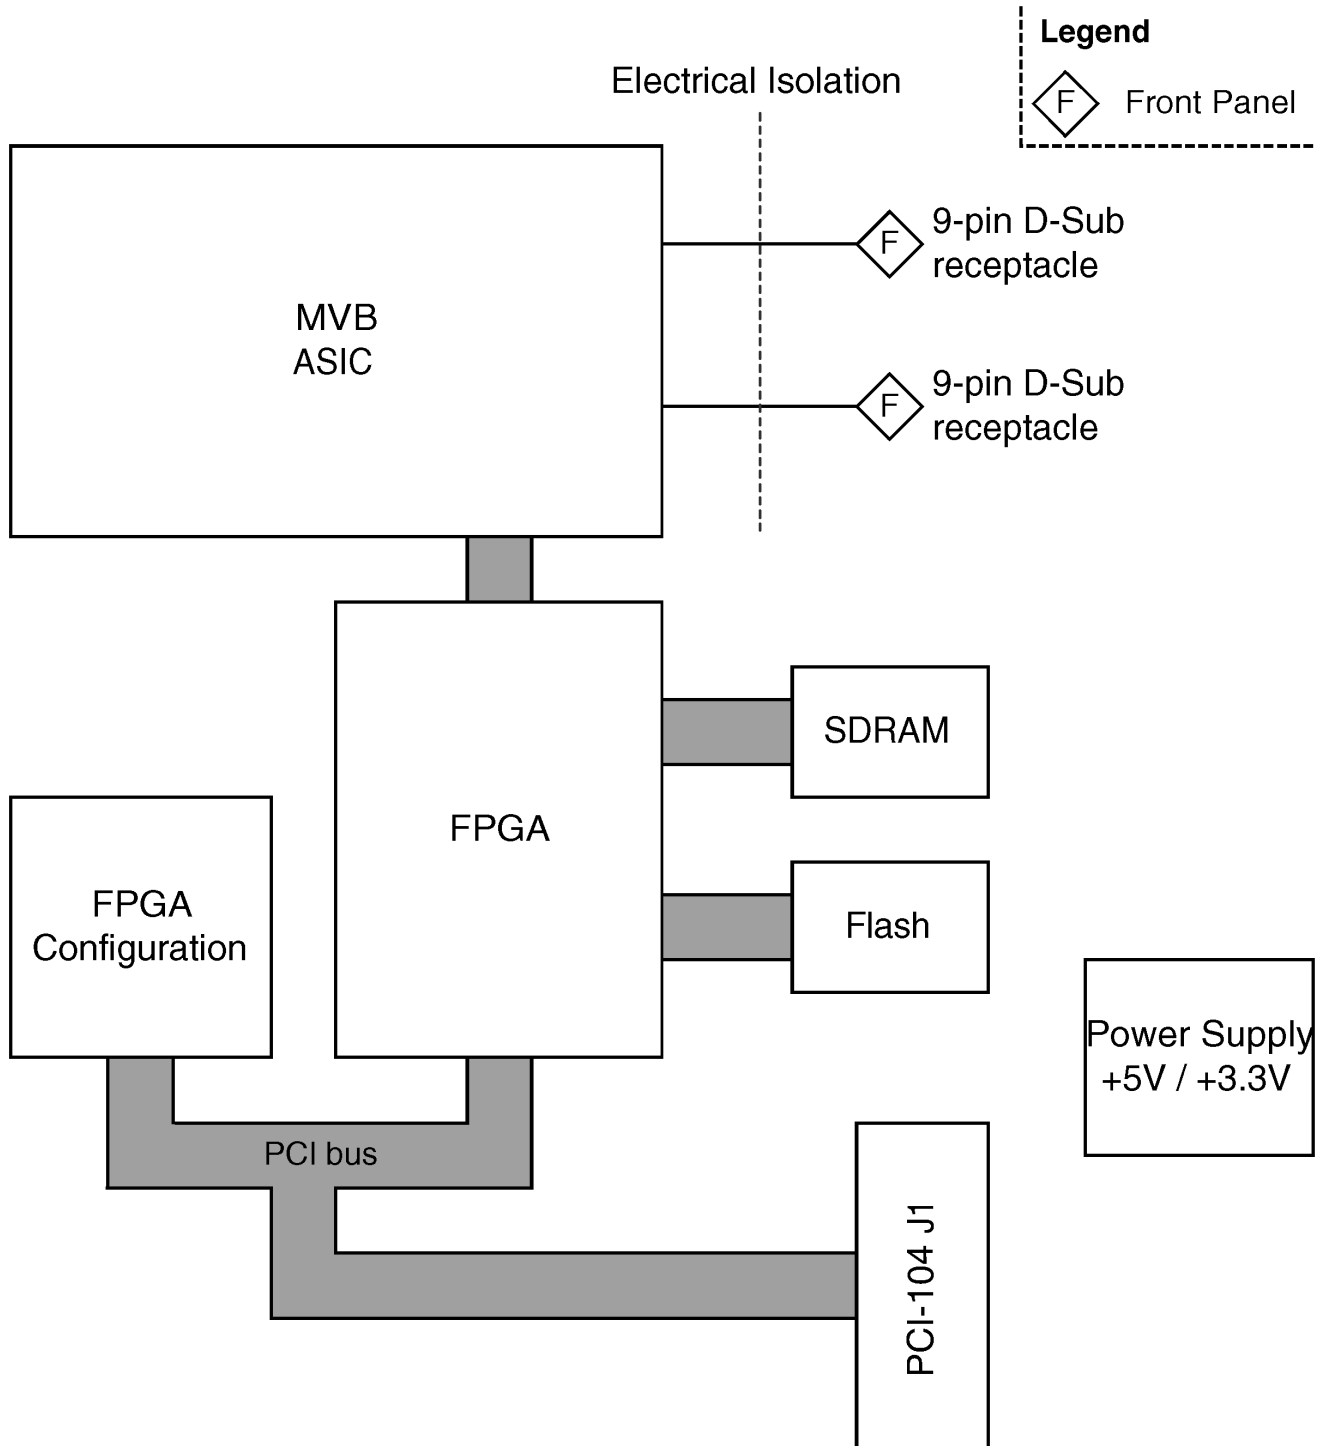 Legend
F Front Panel
Electrical Isolation
F 9-pin D-Sub
receptacle
MVB
ASIC
F 9-pin D-Sub
receptacle
SDRAM
FPGA
FPGA
Configuration
Flash
Power Supply
+5V / +3.3V
PCI bus
PCI-104 J1